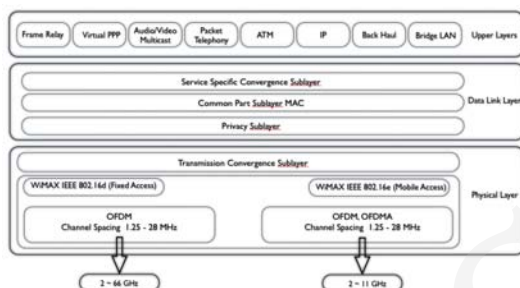 Frame Relay
Virtual PPP
Audio/Video
Multicast
Packet
Telephony
ATM
IP
Back Haul
Bridge LAN
Upper Layers
Service Specific Convergence Sublayer
Common Part Sublayer MAC
Privacy Sublayer
Data Link Layer
Transmission Convergence Sublayer
WiMAX IEEE 802.16d (Fixed Access)
WiMAX IEEE 802.16e (Mobile Access)
Physical Layer
OFDM
Channel Spacing 1.25 - 28 MHz
OFDM, OFDMA
Channel Spacing 1.25 - 28 MHz
2 ~ 66 GHz
2 ~ 11 GHz